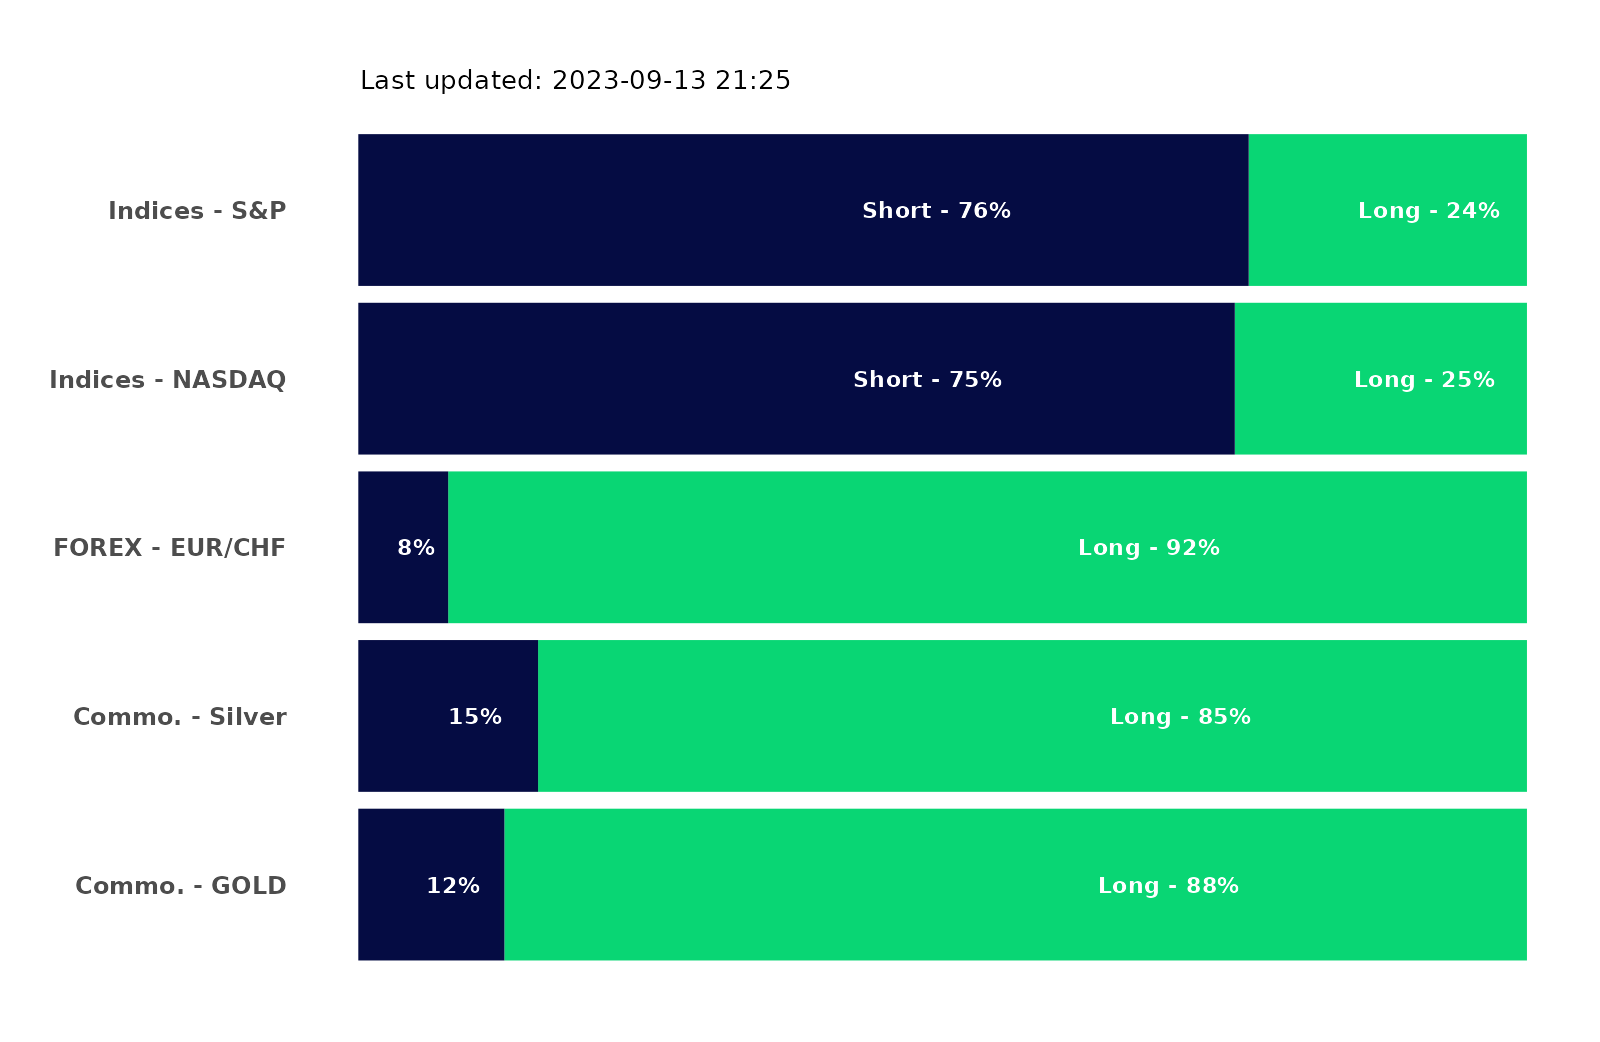 Last updated: 2023-09-13 21:25
Indices - S&P Short - 76% Long - 24%
Indices - NASDAQ Short - 75% Long - 25%
FOREX - EUR/CHF 8% Long - 92%
Commo. - Silver 15% Long - 85%
Commo. - GOLD 12% Long - 88%